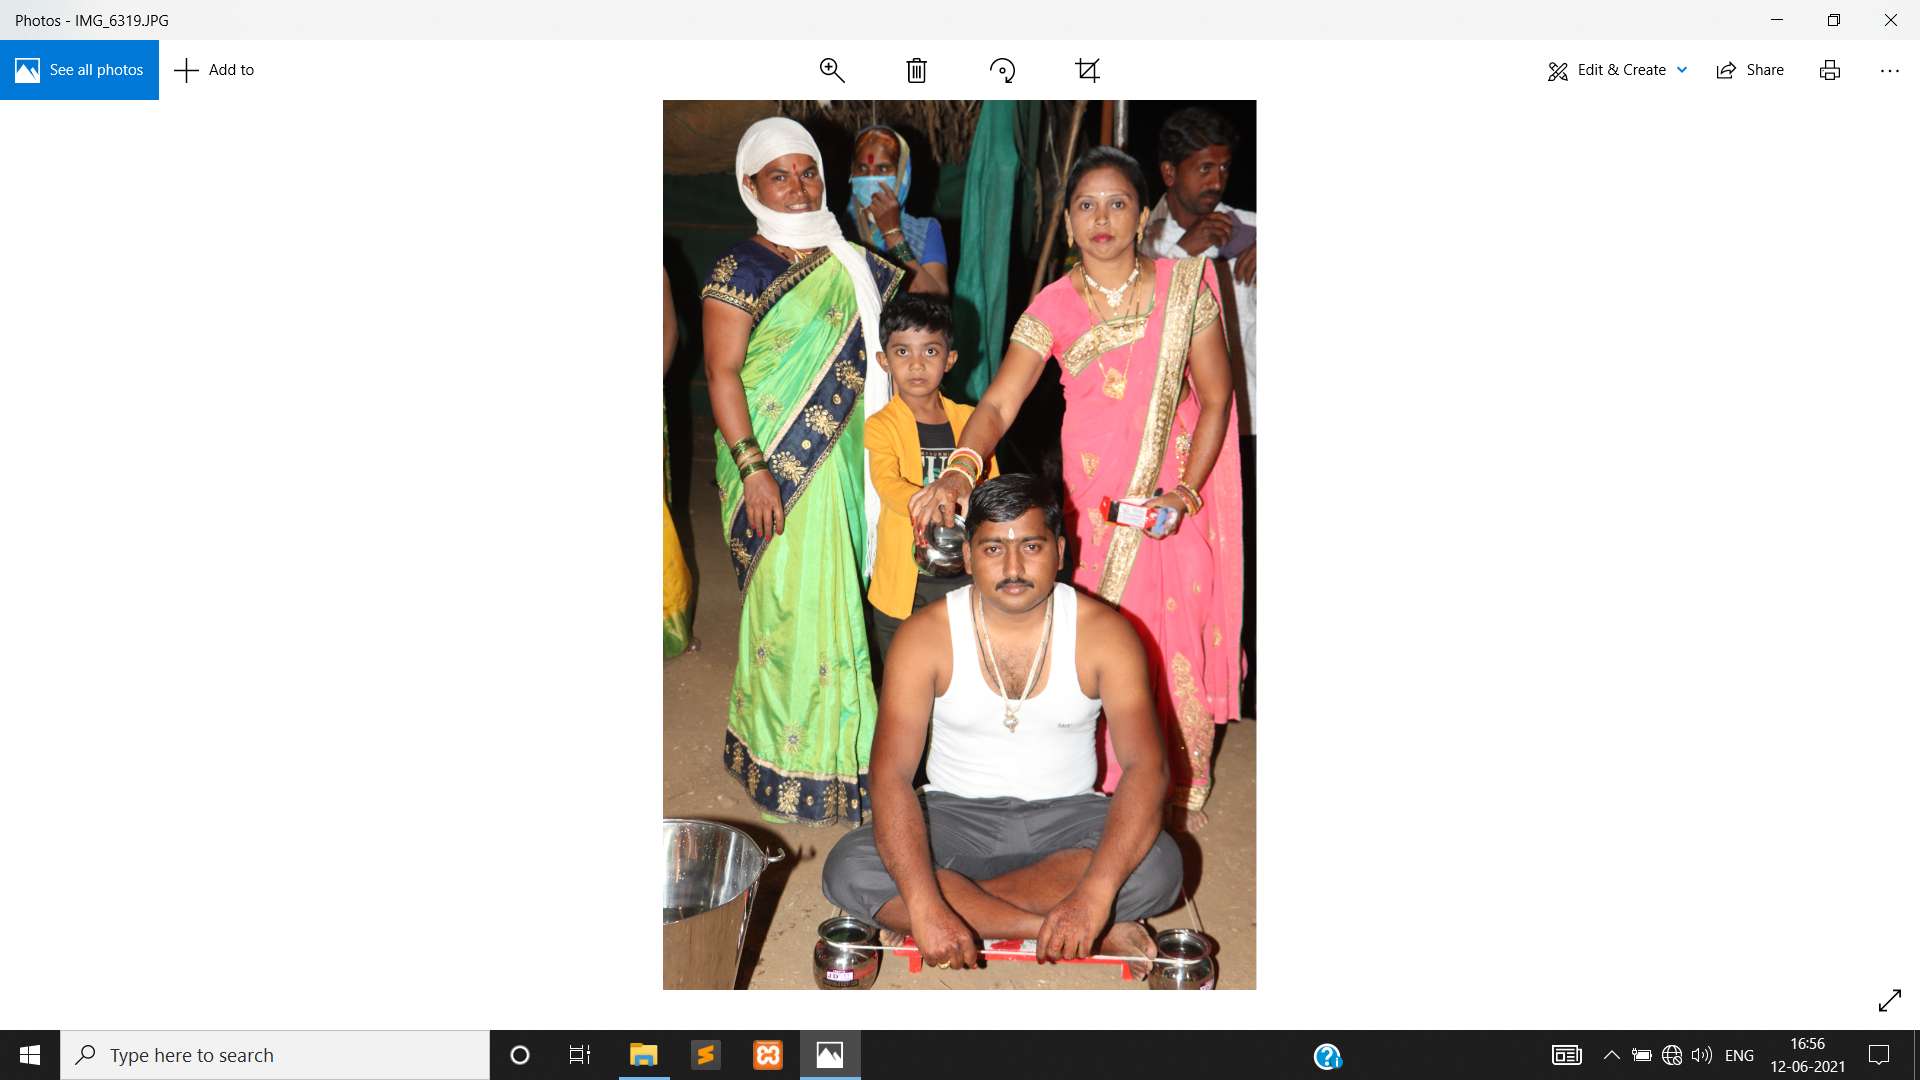 Photos - IMG_6319.JPG
See all photos
Add to
Edit & Create
Share
Type here to search
ENG
16:56
12-06-2021